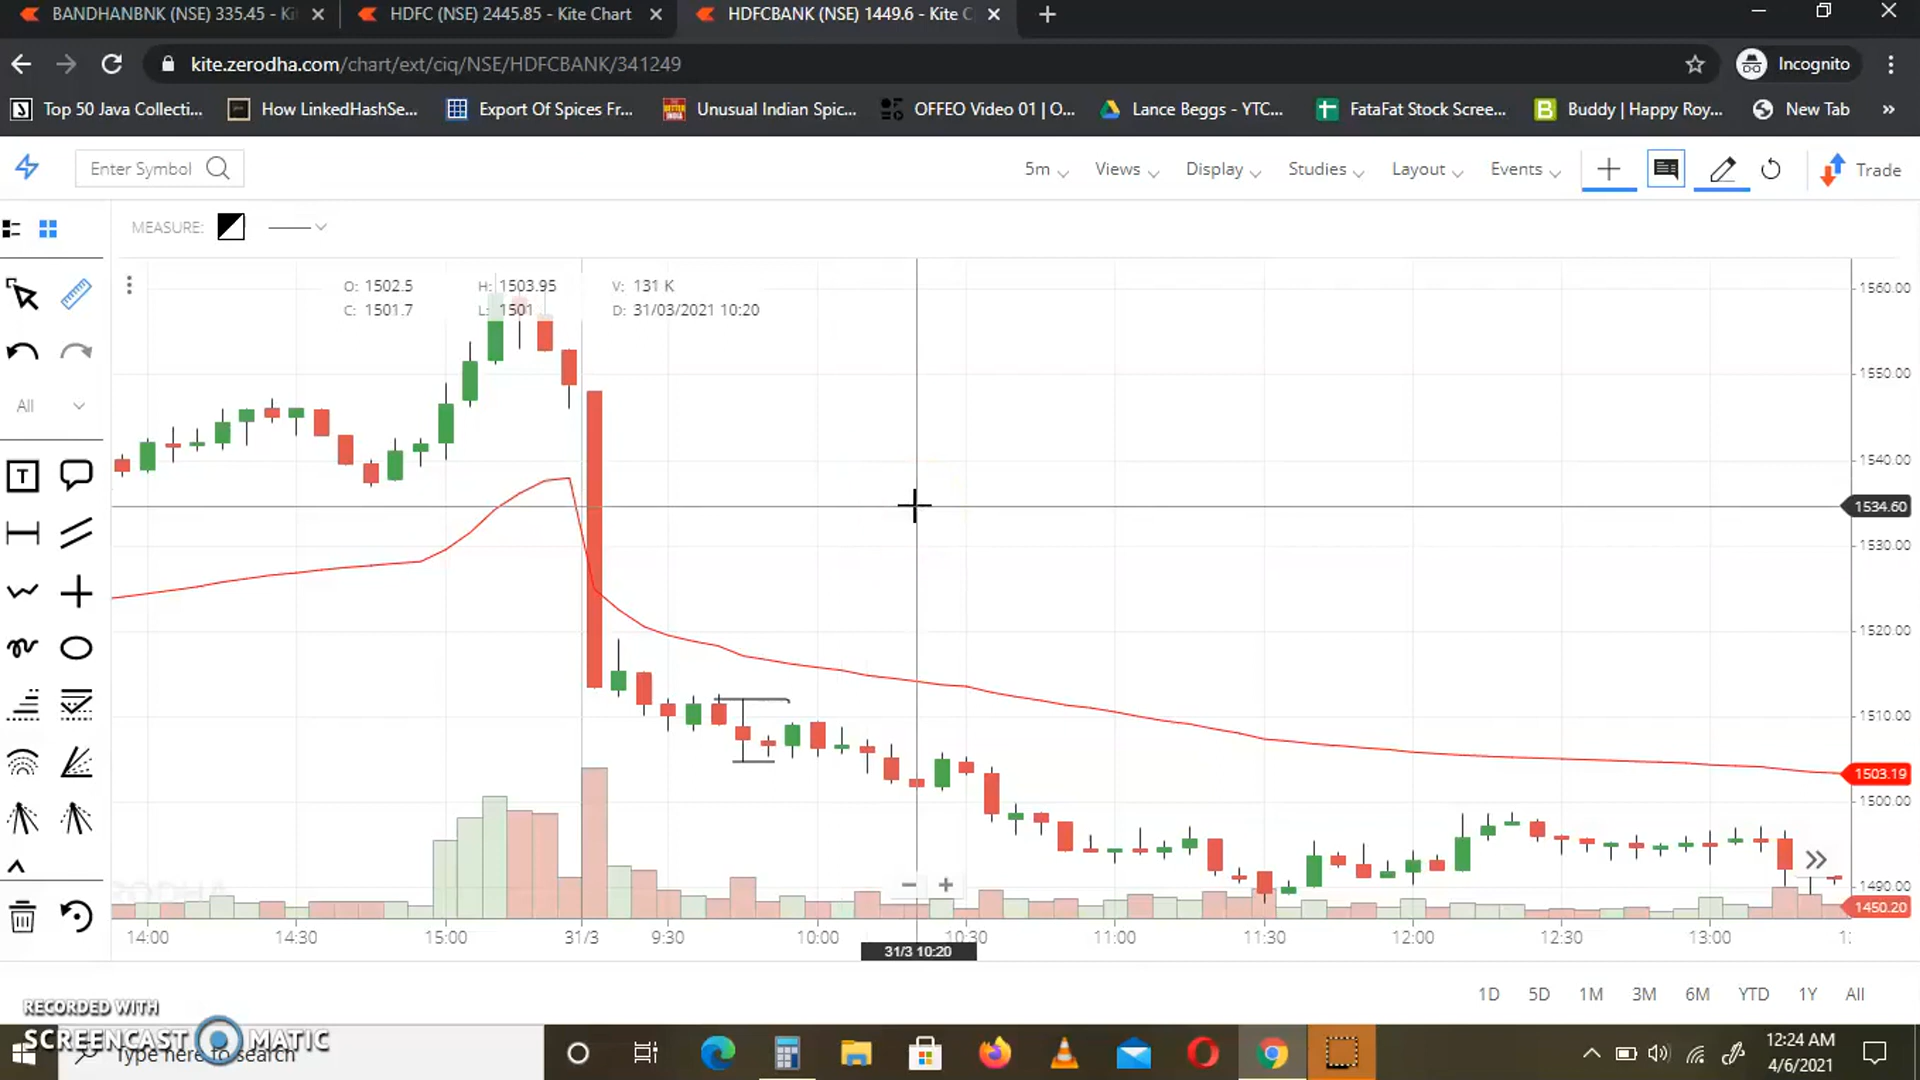 BANDHANBNK (NSE) 335.45 - Ki
HDFC (NSE) 2445.85 - Kite Chart
HDFCBANK (NSE) 1449.6 - Kite C
kite.zerodha.com/chart/ext/ciq/NSE/HDFCBANK/341249
Incognito
Top 50 Java Collecti...
How LinkedHashSe...
Export Of Spices Fr...
Unusual Indian Spic...
OFFEO Video 01 | O...
Lance Beggs - YTC...
FataFat Stock Scree...
Buddy | Happy Roy...
New Tab
»
Enter Symbol
5m
Views
Display
Studies
Layout
Events
Trade
MEASURE:
O: 1502.5 H: 1503.95 V: 131 K
C: 1501.7 L: 1501 D: 31/03/2021 10:20
All
T
1560.00
1550.00
1540.00
1534.60
1530.00
1520.00
1510.00
1503.19
1500.00
1490.00
1450.20
14:00 14:30 15:00 31/3 9:30 10:00 10:30 11:00 11:30 12:00 12:30 13:00
31/3 10:20
1D 5D 1M 3M 6M YTD 1Y All
RECORDED WITH
SCREENCAST MATIC
Type here to search
12:24 AM
4/6/2021